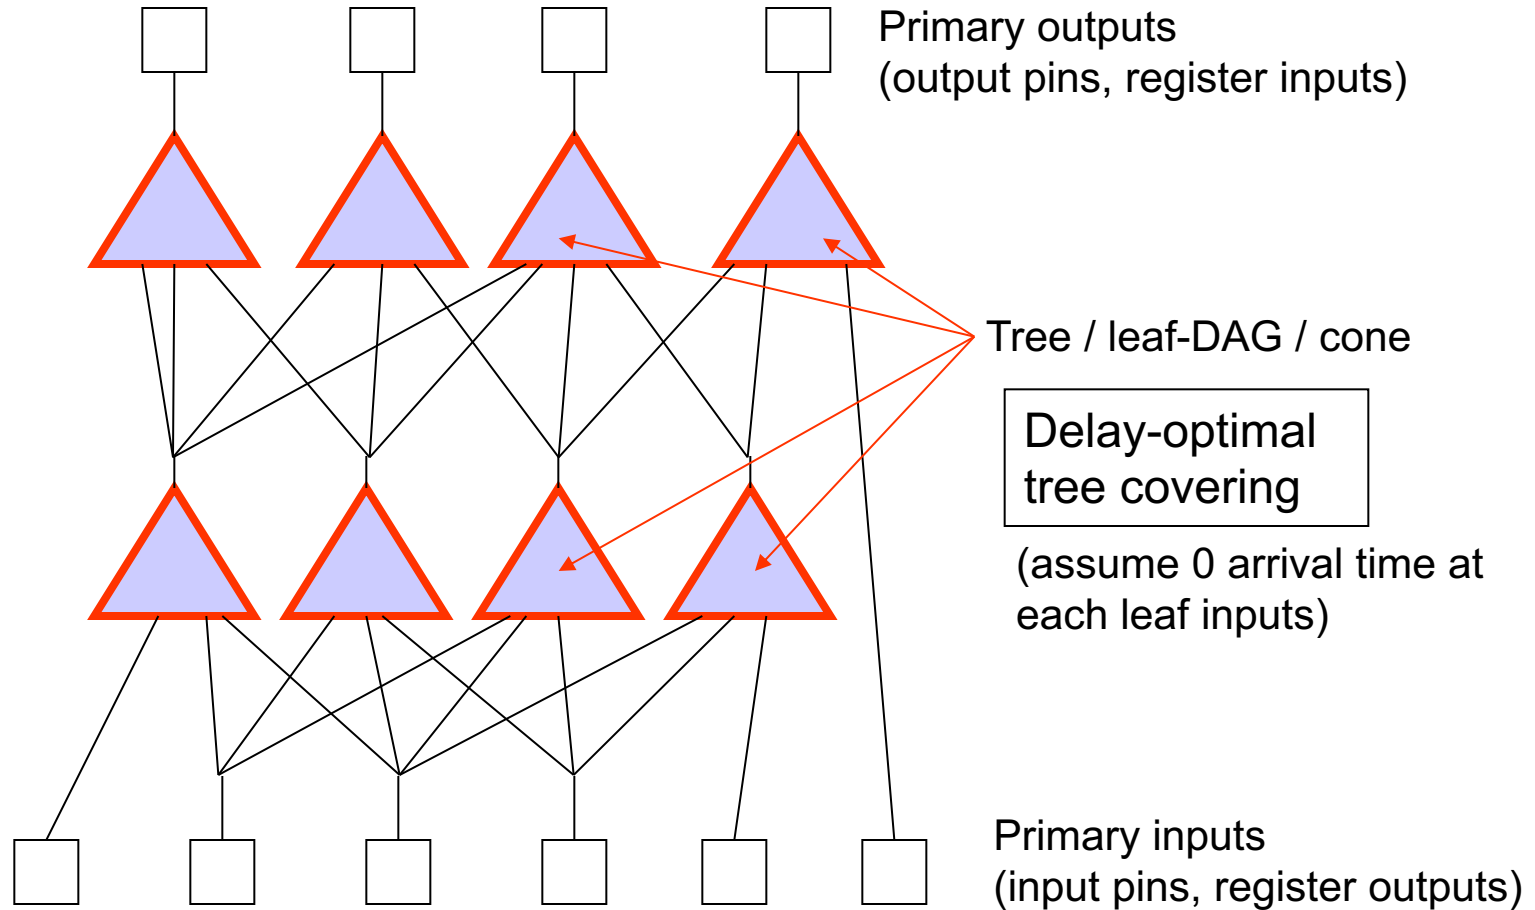 Primary outputs
(output pins, register inputs)
Tree / leaf-DAG / cone
Delay-optimal
tree covering
(assume 0 arrival time at
each leaf inputs)
Primary inputs
(input pins, register outputs)